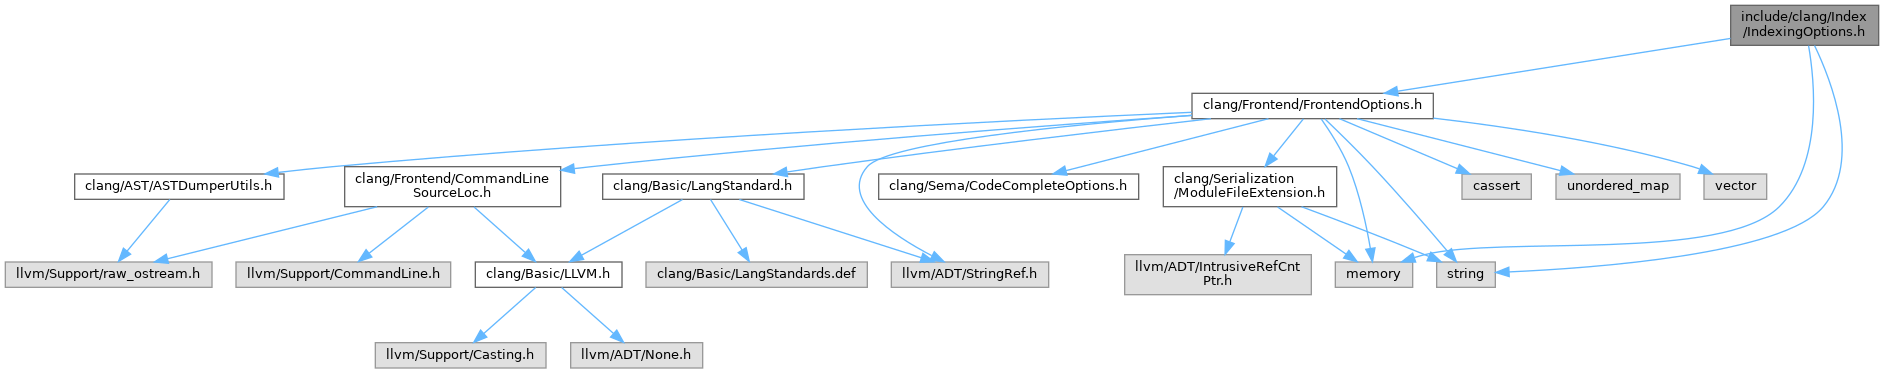 include/clang/Index
/IndexingOptions.h
clang/Frontend/FrontendOptions.h
clang/AST/ASTDumperUtils.h
clang/Frontend/CommandLine
SourceLoc.h
clang/Basic/LangStandard.h
clang/Sema/CodeCompleteOptions.h
clang/Serialization
/ModuleFileExtension.h
cassert
unordered_map
vector
llvm/Support/raw_ostream.h
llvm/Support/CommandLine.h
clang/Basic/LLVM.h
clang/Basic/LangStandards.def
llvm/ADT/StringRef.h
llvm/ADT/IntrusiveRefCnt
Ptr.h
memory
string
llvm/Support/Casting.h
llvm/ADT/None.h